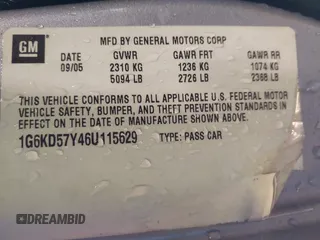 GM
MFD BY GENERAL MOTORS CORP
DATE GVWR GAWR FRT GAWR RR
09/05 2310 KG 1236 KG 1074 KG
5094 LB 2726 LB 2368 LB
THIS VEHICLE CONFORMS TO ALL APPLICABLE U.S. FEDERAL MOTOR
VEHICLE SAFETY, BUMPER, AND THEFT PREVENTION STANDARDS IN
EFFECT ON THE DATE OF MANUFACTURE SHOWN ABOVE.
1G6KD57Y46U115629 TYPE: PASS CAR